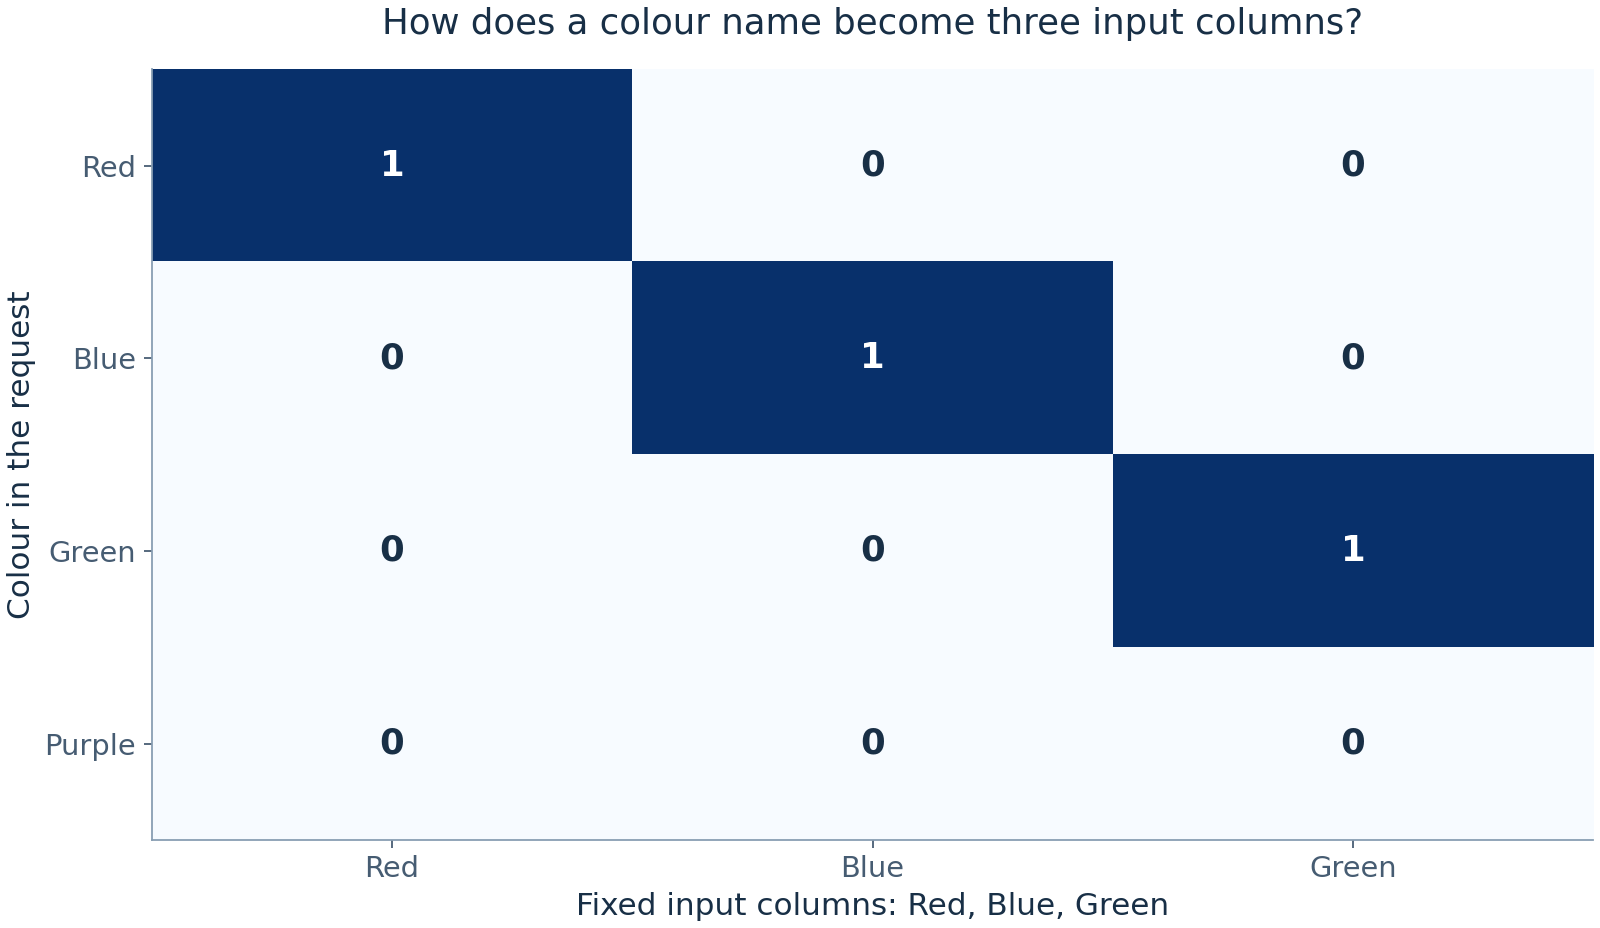 How does a colour name become three input columns?
Colour in the request
Red 1 0 0
Blue 0 1 0
Green 0 0 1
Purple 0 0 0
Red Blue Green
Fixed input columns: Red, Blue, Green